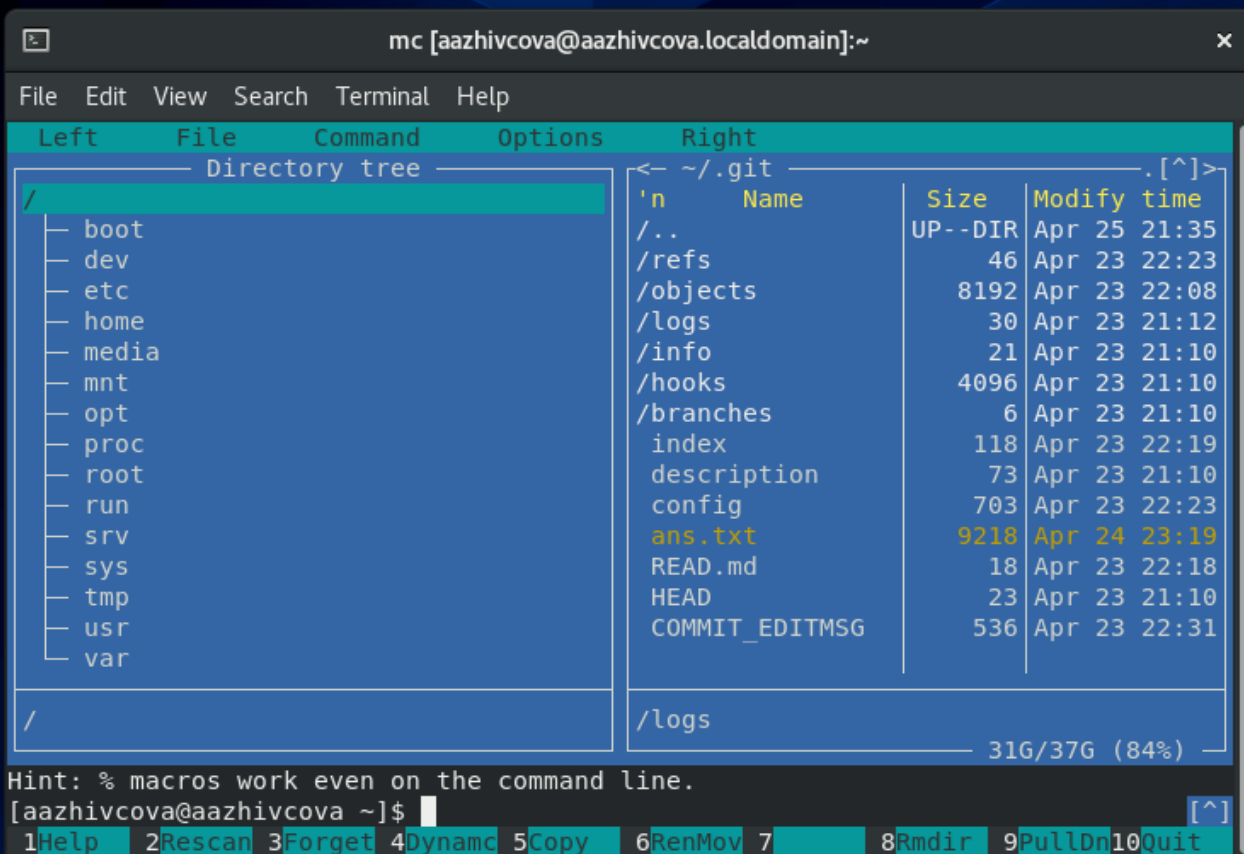 mc [aazhivcova@aazhivcova.localdomain]:~ ×
File Edit View Search Terminal Help
Left File Command Options Right
Directory tree
/
boot
dev
etc
home
media
mnt
opt
proc
root
run
srv
sys
tmp
usr
var
/
<─ ~/.git .[^]>
'n Name Size Modify time
/.. UP--DIR Apr 25 21:35
/refs 46 Apr 23 22:23
/objects 8192 Apr 23 22:08
/logs 30 Apr 23 21:12
/info 21 Apr 23 21:10
/hooks 4096 Apr 23 21:10
/branches 6 Apr 23 21:10
index 118 Apr 23 22:19
description 73 Apr 23 21:10
config 703 Apr 23 22:23
ans.txt 9218 Apr 24 23:19
READ.md 18 Apr 23 22:18
HEAD 23 Apr 23 21:10
COMMIT_EDITMSG 536 Apr 23 22:31
/logs
31G/37G (84%)
Hint: % macros work even on the command line.
[aazhivcova@aazhivcova ~]$ [^]
1Help 2Rescan 3Forget 4Dynamc 5Copy 6RenMov 7 8Rmdir 9PullDn 10Quit